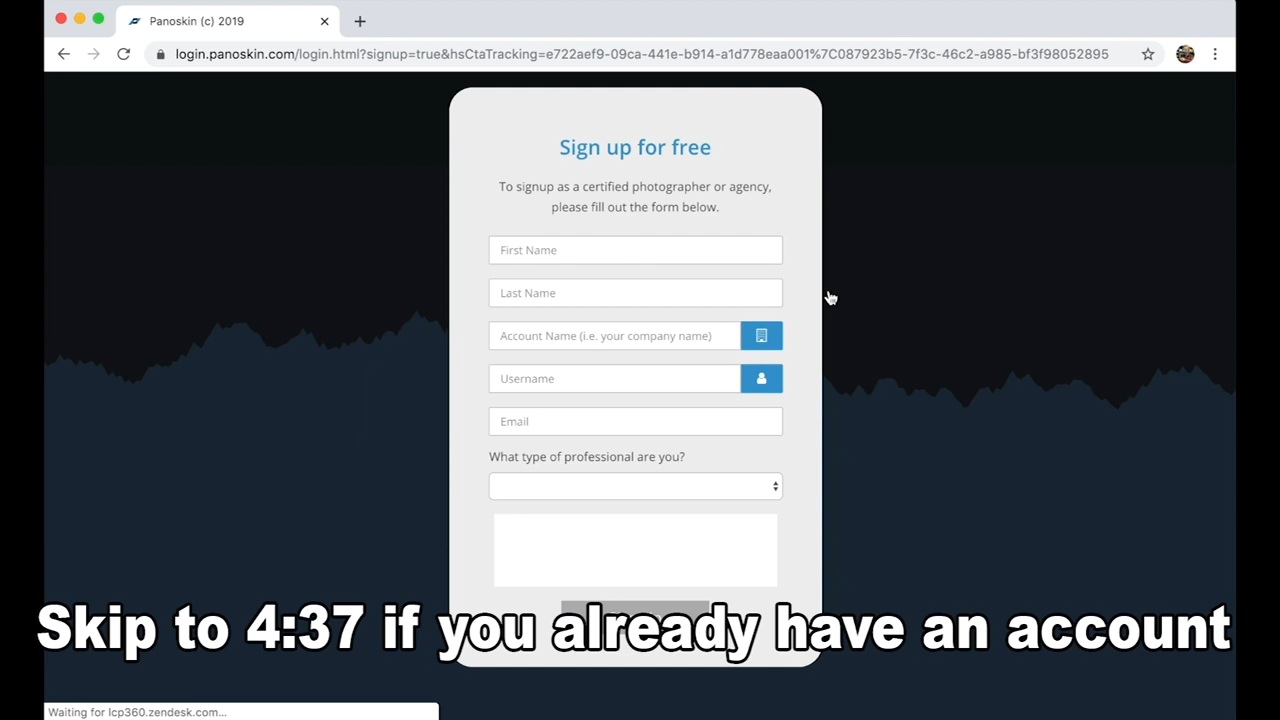 Panoskin (c) 2019
login.panoskin.com/login.html?signup=true&hsCtaTracking=e722aef9-09ca-441e-b914-a1d778eaa001%7C087923b5-7f3c-46c2-a985-bf3f98052895
Sign up for free
To signup as a certified photographer or agency,
please fill out the form below.
First Name
Last Name
Account Name (i.e. your company name)
Username
Email
What type of professional are you?
Skip to 4:37 if you already have an account
Waiting for lcp360.zendesk.com...